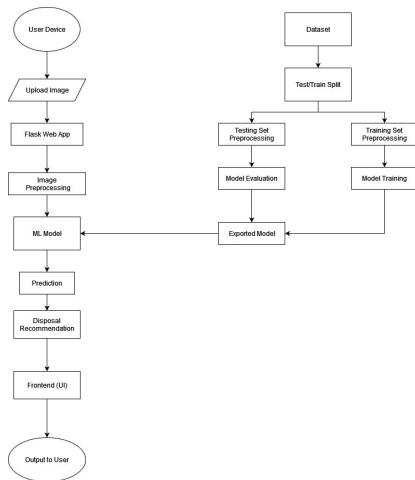 User Device
Upload Image
Flask Web App
Image
Preprocessing
ML Model
Prediction
Disposal
Recommendation
Frontend (UI)
Output to User
Dataset
Test/Train Split
Testing Set
Preprocessing
Training Set
Preprocessing
Model Evaluation
Model Training
Exported Model